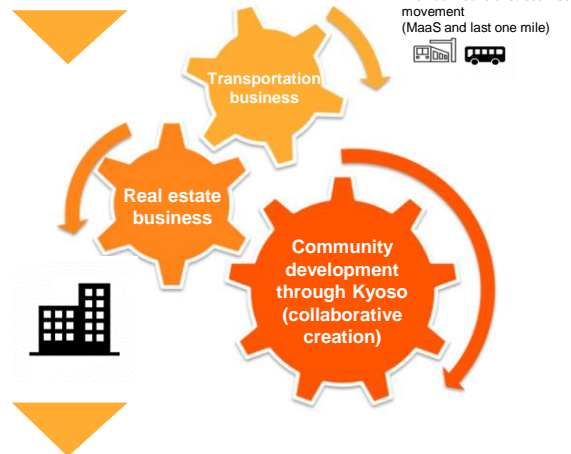 movement
(MaaS and last one mile)
Transportation
business
Real estate
business
Community
development
through Kyoso
(collaborative
creation)